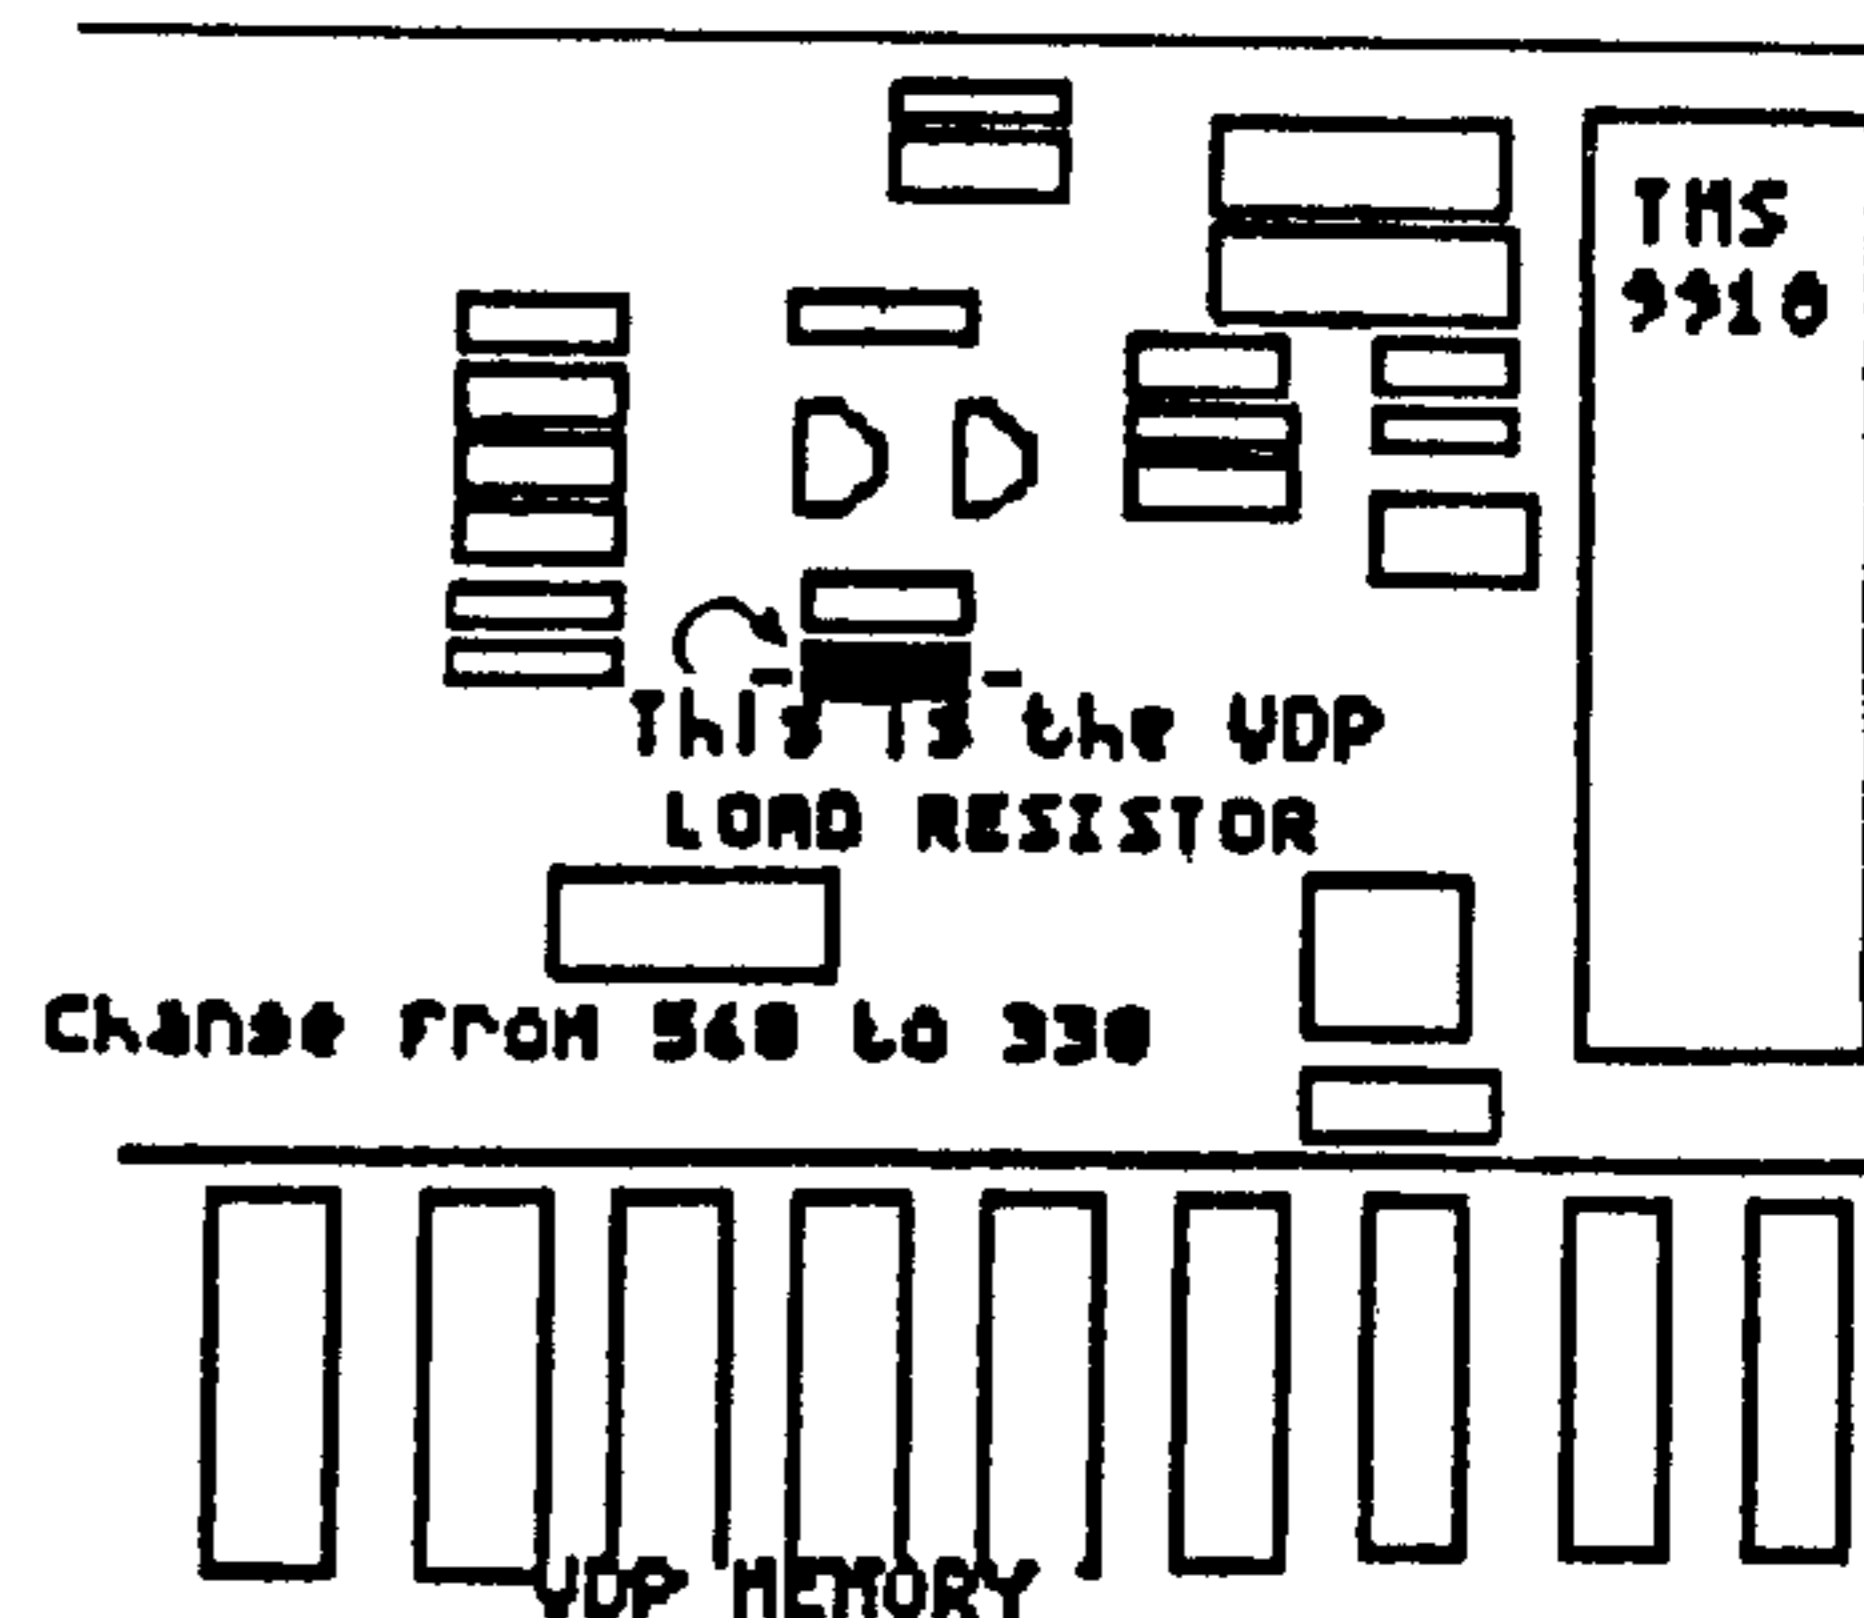 TMS
9918
This is the VDP
LOAD RESISTOR
Change from 560 to 330
VDP MEMORY